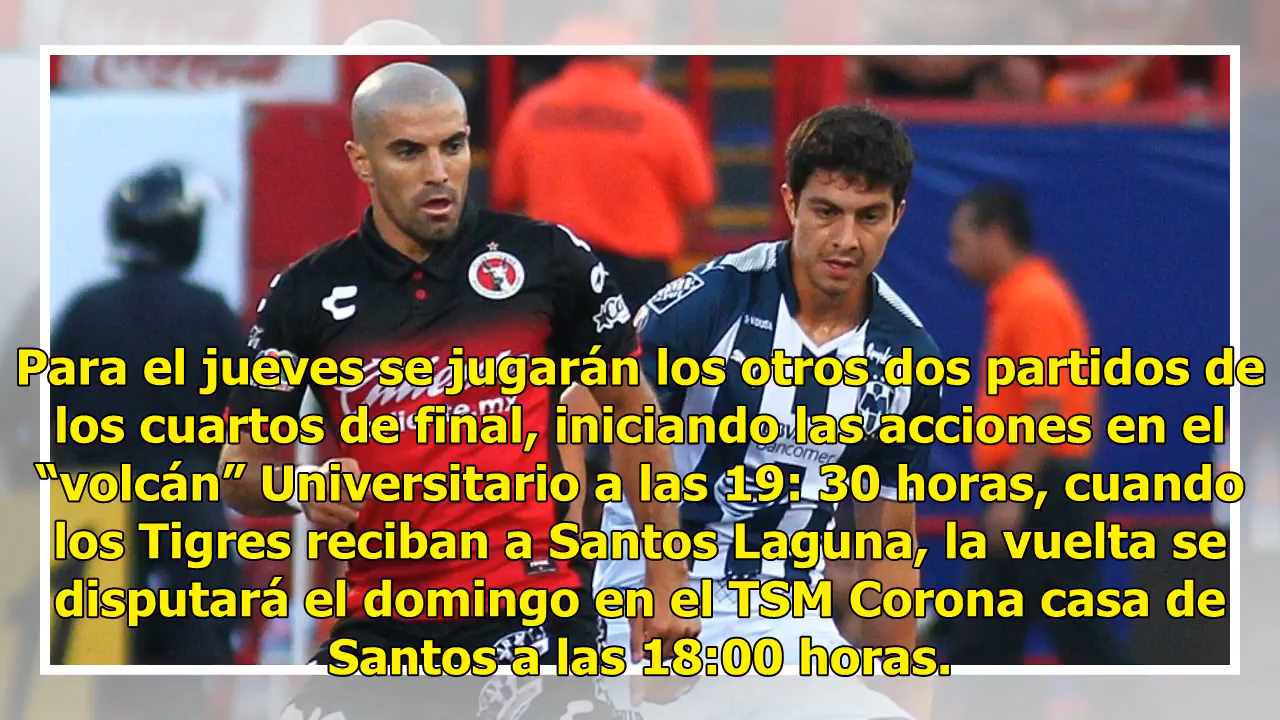 Para el jueves se jugarán los otros dos partidos de
los cuartos de final, iniciando las acciones en el
“volcán” Universitario a las 19: 30 horas, cuando
los Tigres reciban a Santos Laguna, la vuelta se
disputará el domingo en el TSM Corona casa de
Santos a las 18:00 horas.
Bancomer